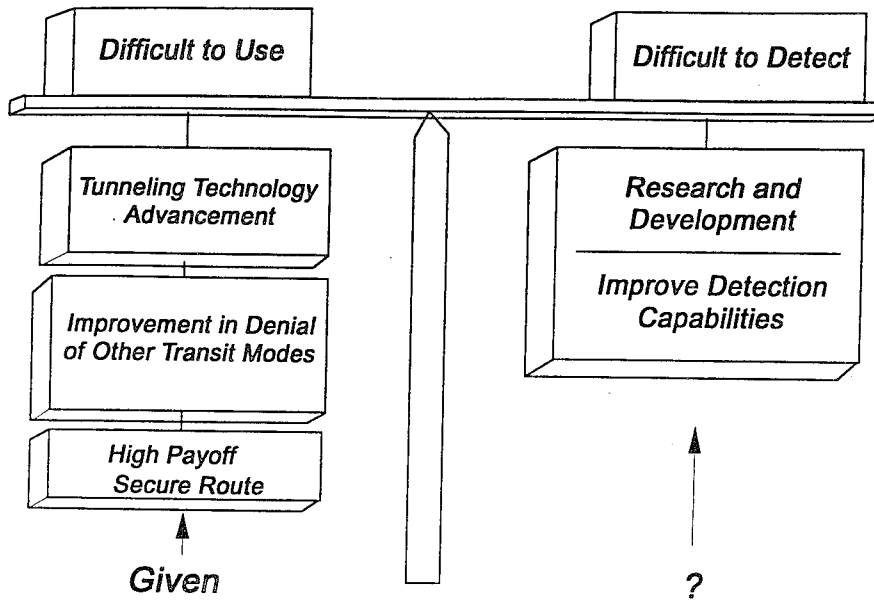 Difficult to Use
Difficult to Detect
Tunneling Technology
Advancement
Improvement in Denial
of Other Transit Modes
High Payoff
Secure Route
Given
Research and
Development
Improve Detection
Capabilities
?